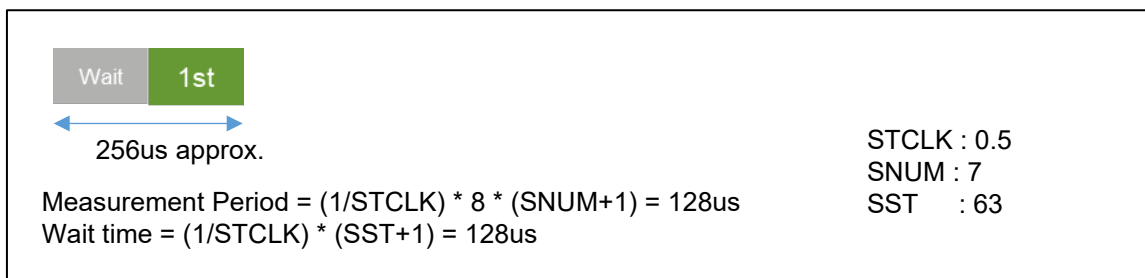 Wait 1st
256us approx.
STCLK : 0.5
SNUM : 7
SST : 63
Measurement Period = (1/STCLK) * 8 * (SNUM+1) = 128us
Wait time = (1/STCLK) * (SST+1) = 128us